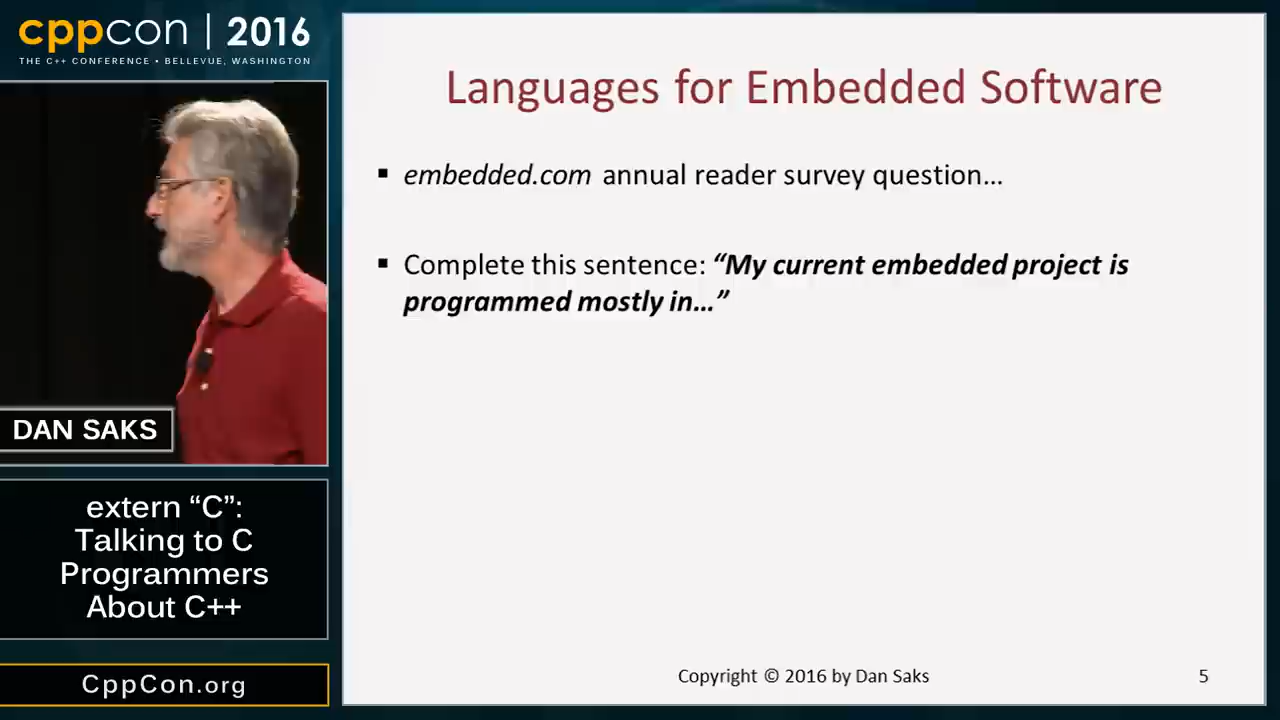 cppcon | 2016
THE C++ CONFERENCE • BELLEVUE, WASHINGTON
DAN SAKS
extern “C”:
Talking to C
Programmers
About C++
CppCon.org
Languages for Embedded Software
▪ embedded.com annual reader survey question…
▪ Complete this sentence: “My current embedded project is
programmed mostly in…”
Copyright © 2016 by Dan Saks
5